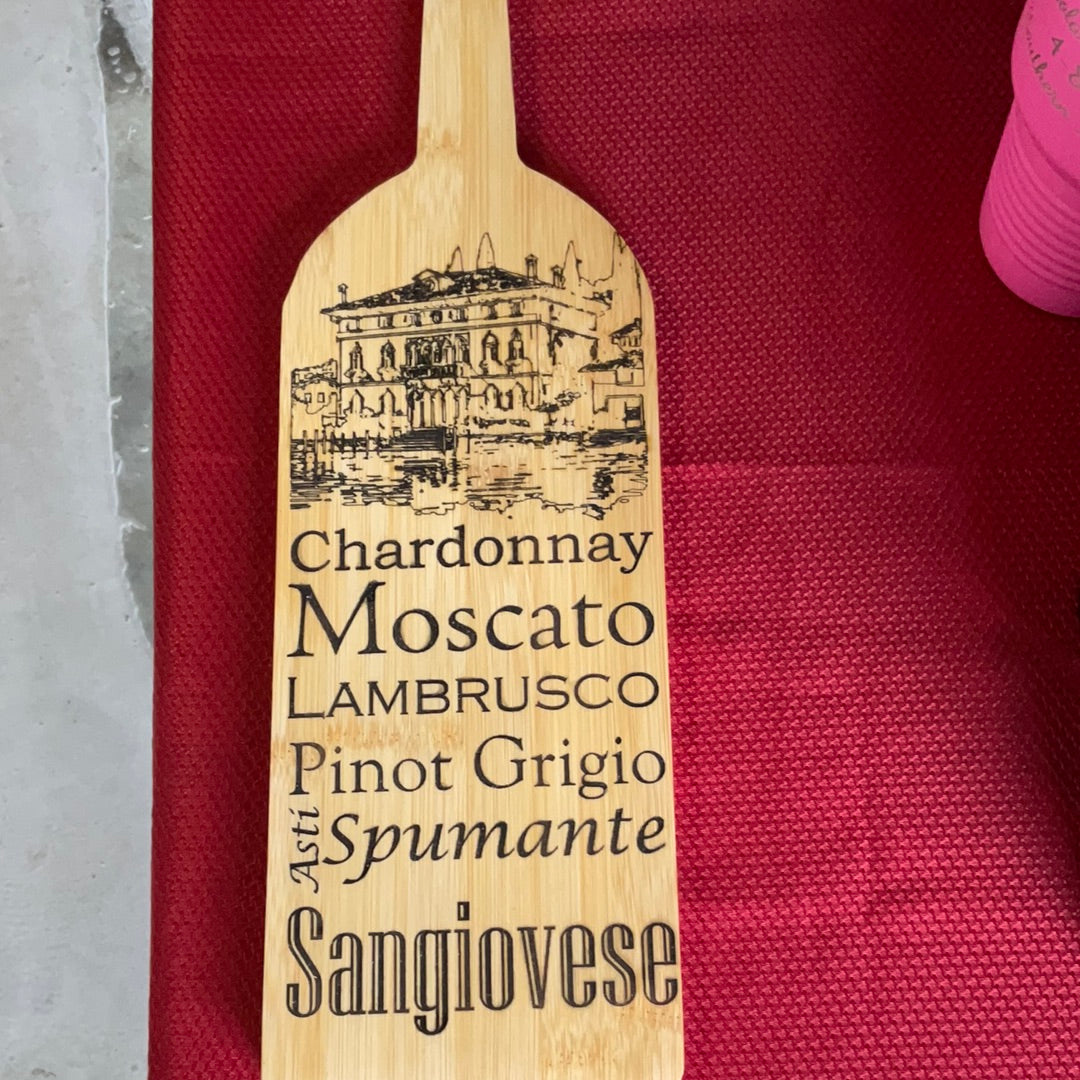 Chardonnay
Moscato
LAMBRUSCO
Pinot Grigio
Asti
Spumante
Sangiovese